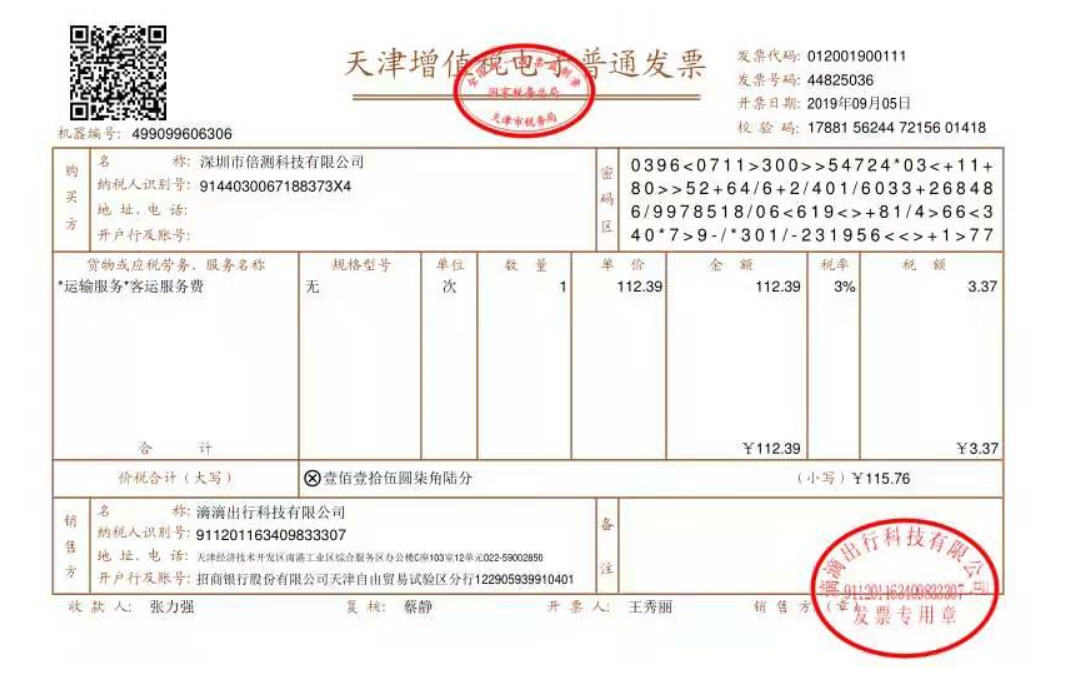 天津增值税电子普通发票
全国统一发票监制章
国家税务总局
天津市税务局
发票代码: 012001900111
发票号码: 44825036
开票日期: 2019年09月05日
校 验 码: 17881 56244 72156 01418
机器编号: 499099606306
购买方
名 称: 深圳市倍测科技有限公司
纳税人识别号: 9144030067188373X4
地 址、电 话:
开户行及账号:
密码区
0396<0711>300>>54724*03<+11+
80>>52+64/6+2/401/6033+26848
6/9978518/06<619<>+81/4>66<3
40*7>9-/*301/-231956<<>+1>77
货物或应税劳务、服务名称 规格型号 单位 数 量 单 价 金 额 税率 税 额
*运输服务*客运服务费 无 次 1 112.39 112.39 3% 3.37
合 计 ￥112.39 ￥3.37
价税合计（大写） ⊗壹佰壹拾伍圆柒角陆分 （小写）￥115.76
销售方
名 称: 滴滴出行科技有限公司
纳税人识别号: 911201163409833307
地 址、电 话: 天津经济技术开发区南港工业区综合服务区办公楼C座103室12单元022-59002850
开户行及账号: 招商银行股份有限公司天津自由贸易试验区分行122905939910401
备注
收 款 人: 张力强 复 核: 蔡静 开 票 人: 王秀丽 销 售 方:（章）
滴滴出行科技有限公司
911201163409833307
发票专用章